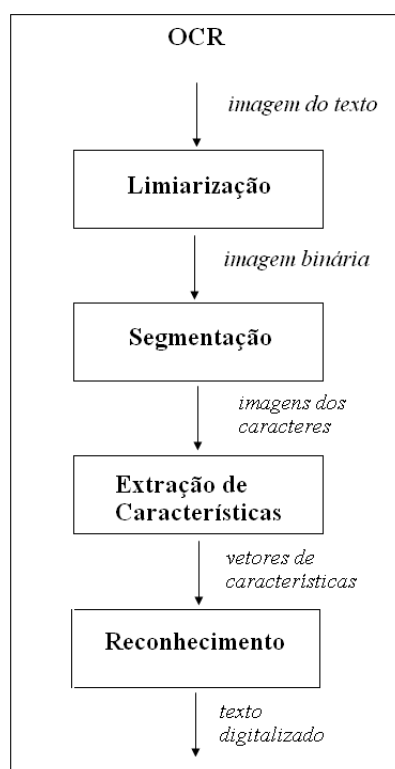 OCR
imagem do texto
Limiarização
imagem binária
Segmentação
imagens dos
caracteres
Extração de
Características
vetores de
características
Reconhecimento
texto
digitalizado